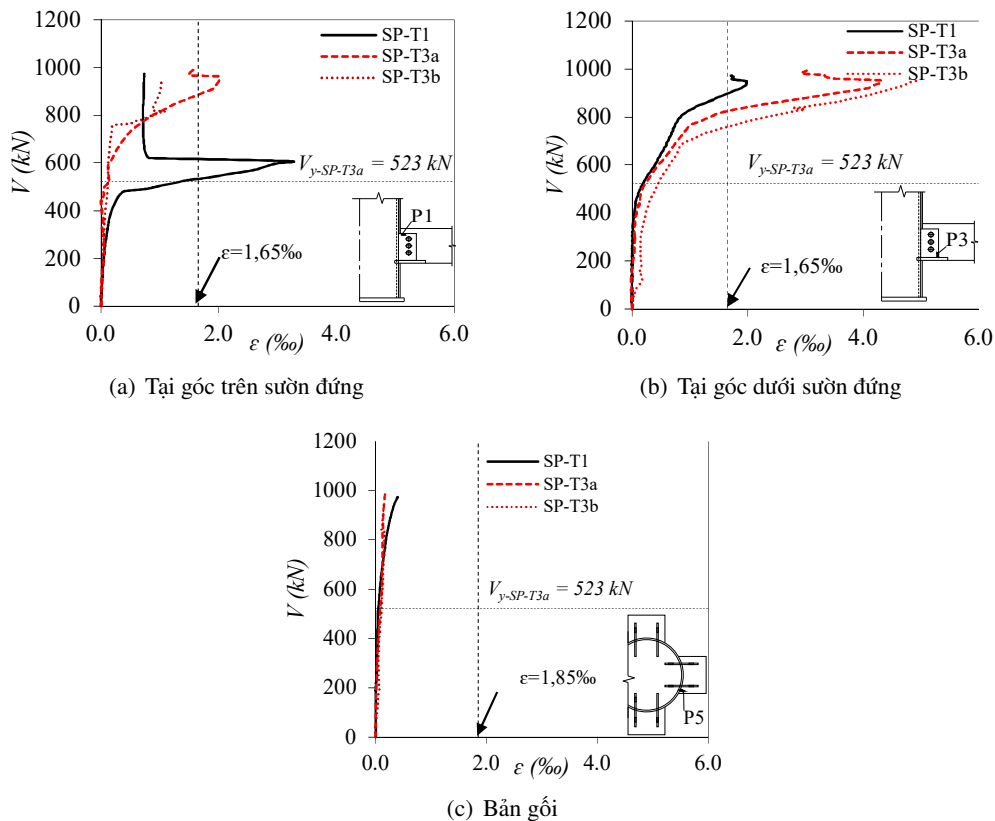 1200
1000
800
600
400
200
0
V (kN)
SP-T1
SP-T3a
SP-T3b
V_y-SP-T3a = 523 kN
P1
ε=1,65‰
0.0 2.0 4.0 6.0
ε (‰)
(a) Tại góc trên sườn đứng
1200
1000
800
600
400
200
0
V (kN)
SP-T1
SP-T3a
SP-T3b
V_y-SP-T3a = 523 kN
P3
ε=1,65‰
0.0 2.0 4.0 6.0
ε (‰)
(b) Tại góc dưới sườn đứng
1200
1000
800
600
400
200
0
V (kN)
SP-T1
SP-T3a
SP-T3b
V_y-SP-T3a = 523 kN
ε=1,85‰
P5
0.0 2.0 4.0 6.0
ε (‰)
(c) Bản gối